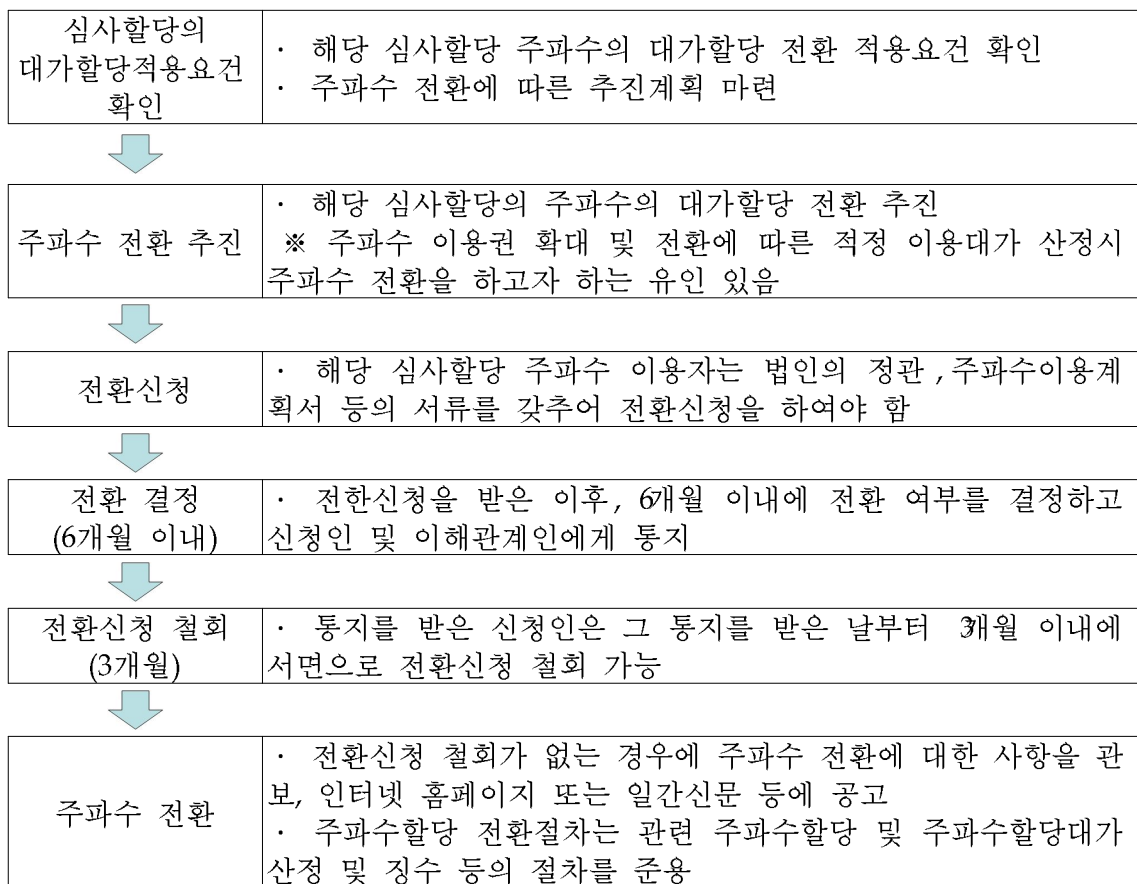 심사할당의
대가할당적용요건
확인
· 해당 심사할당 주파수의 대가할당 전환 적용요건 확인
· 주파수 전환에 따른 추진계획 마련
주파수 전환 추진
· 해당 심사할당의 주파수의 대가할당 전환 추진
※ 주파수 이용권 확대 및 전환에 따른 적정 이용대가 산정시
주파수 전환을 하고자 하는 유인 있음
전환신청
· 해당 심사할당 주파수 이용자는 법인의 정관 ,주파수이용계
획서 등의 서류를 갖추어 전환신청을 하여야 함
전환 결정
(6개월 이내)
· 전한신청을 받은 이후, 6개월 이내에 전환 여부를 결정하고
신청인 및 이해관계인에게 통지
전환신청 철회
(3개월)
· 통지를 받은 신청인은 그 통지를 받은 날부터 3개월 이내에
서면으로 전환신청 철회 가능
주파수 전환
· 전환신청 철회가 없는 경우에 주파수 전환에 대한 사항을 관
보, 인터넷 홈페이지 또는 일간신문 등에 공고
· 주파수할당 전환절차는 관련 주파수할당 및 주파수할당대가
산정 및 징수 등의 절차를 준용